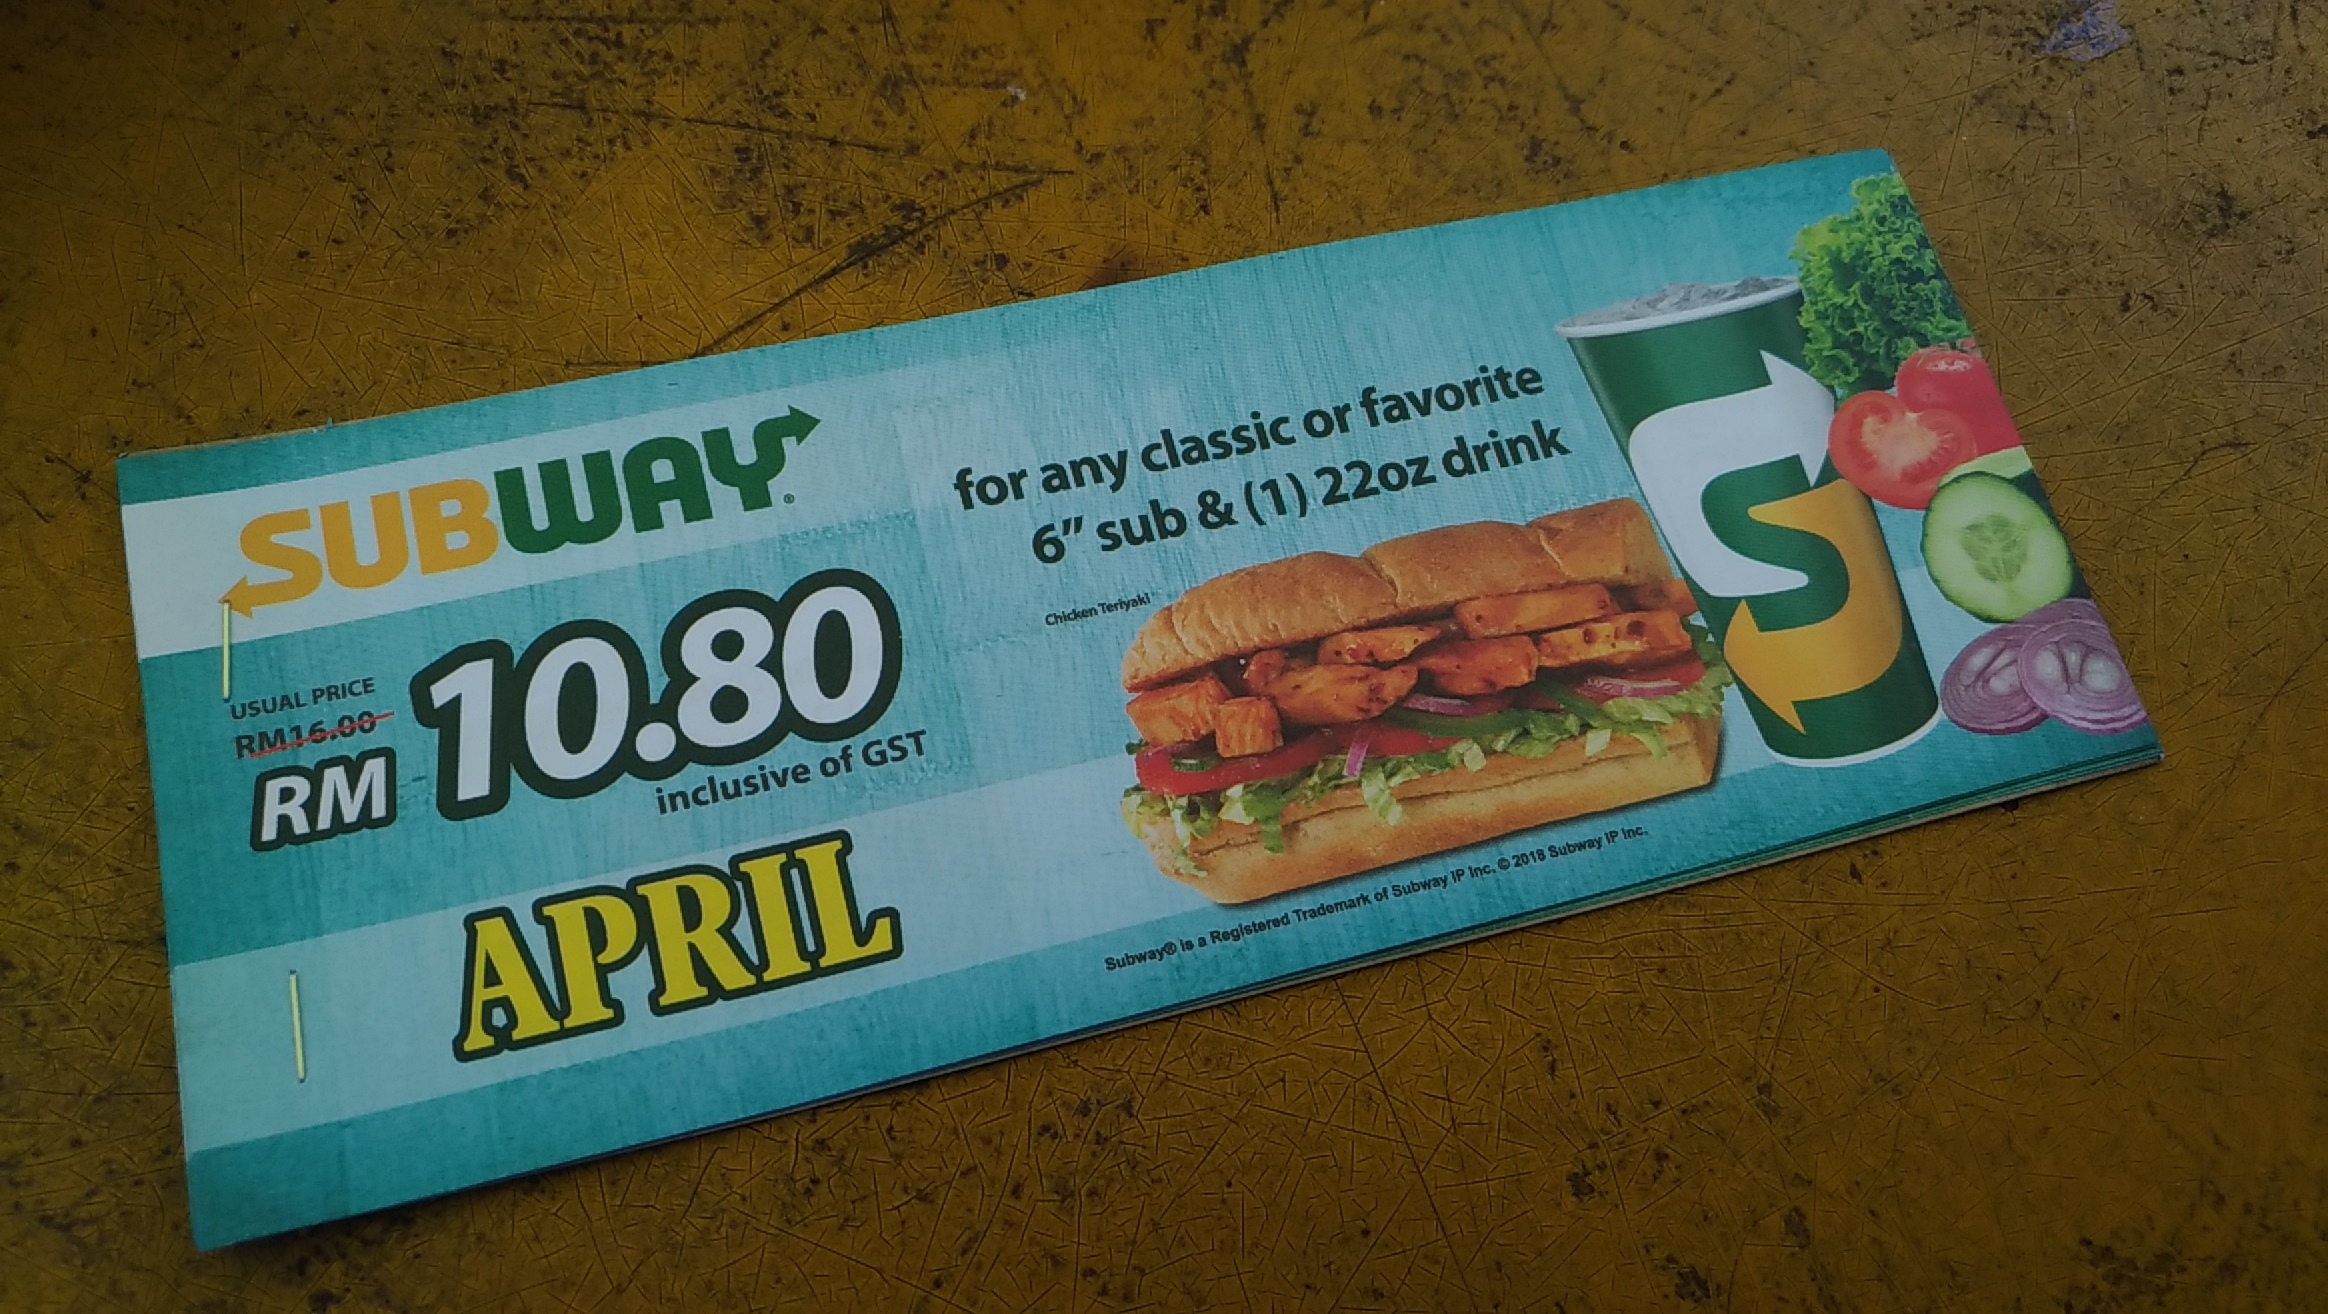 SUBWAY®
USUAL PRICE
RM16.00
RM 10.80
inclusive of GST
APRIL
for any classic or favorite
6" sub & (1) 22oz drink
Chicken Teriyaki
S
Subway® is a Registered Trademark of Subway IP Inc. © 2018 Subway IP Inc.